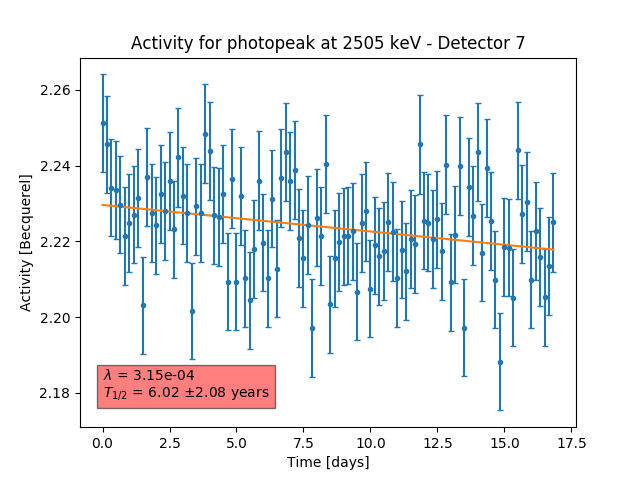 Activity for photopeak at 2505 keV - Detector 7
2.26
2.24
2.22
2.20
2.18
Activity [Becquerel]
λ = 3.15e-04
T1/2 = 6.02 ±2.08 years
0.0 2.5 5.0 7.5 10.0 12.5 15.0 17.5
Time [days]